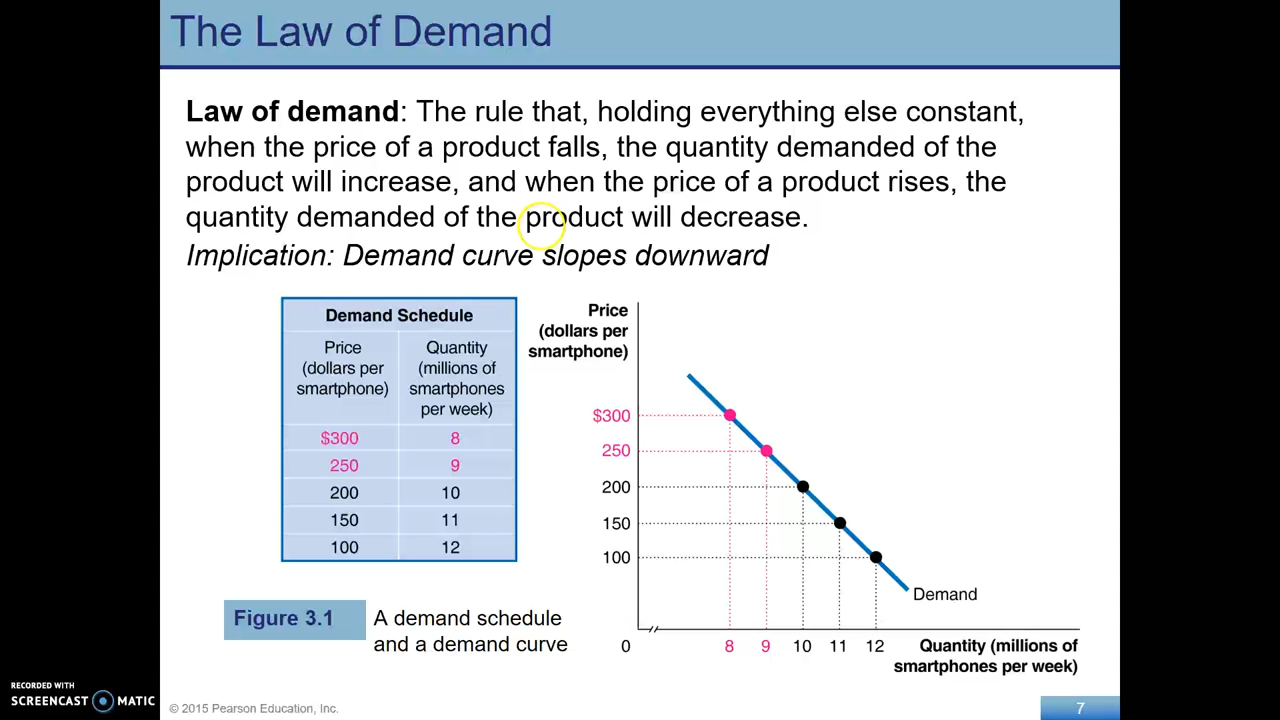 The Law of Demand
Law of demand: The rule that, holding everything else constant,
when the price of a product falls, the quantity demanded of the
product will increase, and when the price of a product rises, the
quantity demanded of the product will decrease.
Implication: Demand curve slopes downward
Demand Schedule
Price
(dollars per
smartphone)
Quantity
(millions of
smartphones
per week)
$300 8
250 9
200 10
150 11
100 12
Price
(dollars per
smartphone)
$300
250
200
150
100
Demand
0 8 9 10 11 12
Quantity (millions of
smartphones per week)
Figure 3.1
A demand schedule
and a demand curve
RECORDED WITH
SCREENCAST MATIC
© 2015 Pearson Education, Inc.
7